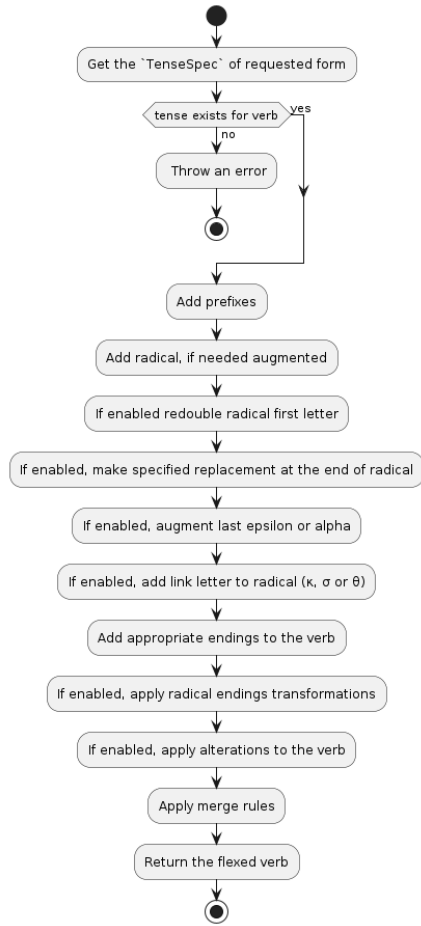 Get the `TenseSpec` of requested form
tense exists for verb
yes
no
Throw an error
Add prefixes
Add radical, if needed augmented
If enabled redouble radical first letter
If enabled, make specified replacement at the end of radical
If enabled, augment last epsilon or alpha
If enabled, add link letter to radical (κ, σ or θ)
Add appropriate endings to the verb
If enabled, apply radical endings transformations
If enabled, apply alterations to the verb
Apply merge rules
Return the flexed verb